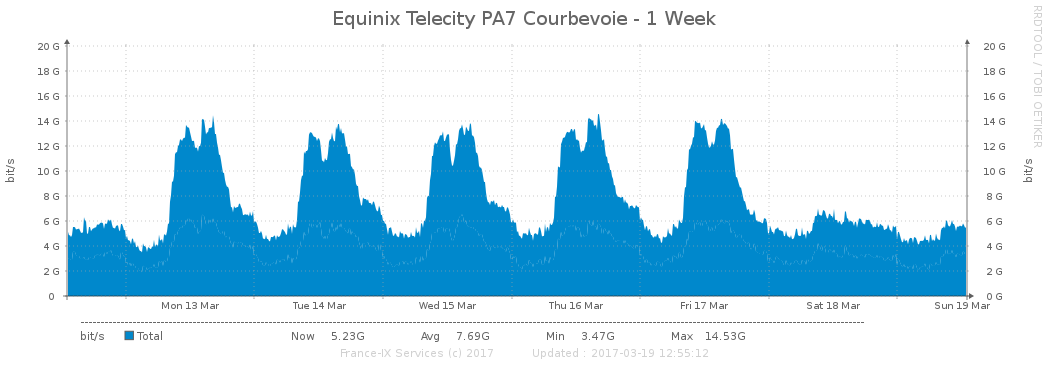 Equinix Telecity PA7 Courbevoie - 1 Week
RRDTOOL / TOBI OETIKER
bit/s
20 G
18 G
16 G
14 G
12 G
10 G
8 G
6 G
4 G
2 G
0
20 G
18 G
16 G
14 G
12 G
10 G
8 G
6 G
4 G
2 G
0 G
bit/s
Mon 13 Mar Tue 14 Mar Wed 15 Mar Thu 16 Mar Fri 17 Mar Sat 18 Mar Sun 19 Mar
bit/s Total Now 5.23G Avg 7.69G Min 3.47G Max 14.53G
France-IX Services (c) 2017 Updated : 2017-03-19 12:55:12